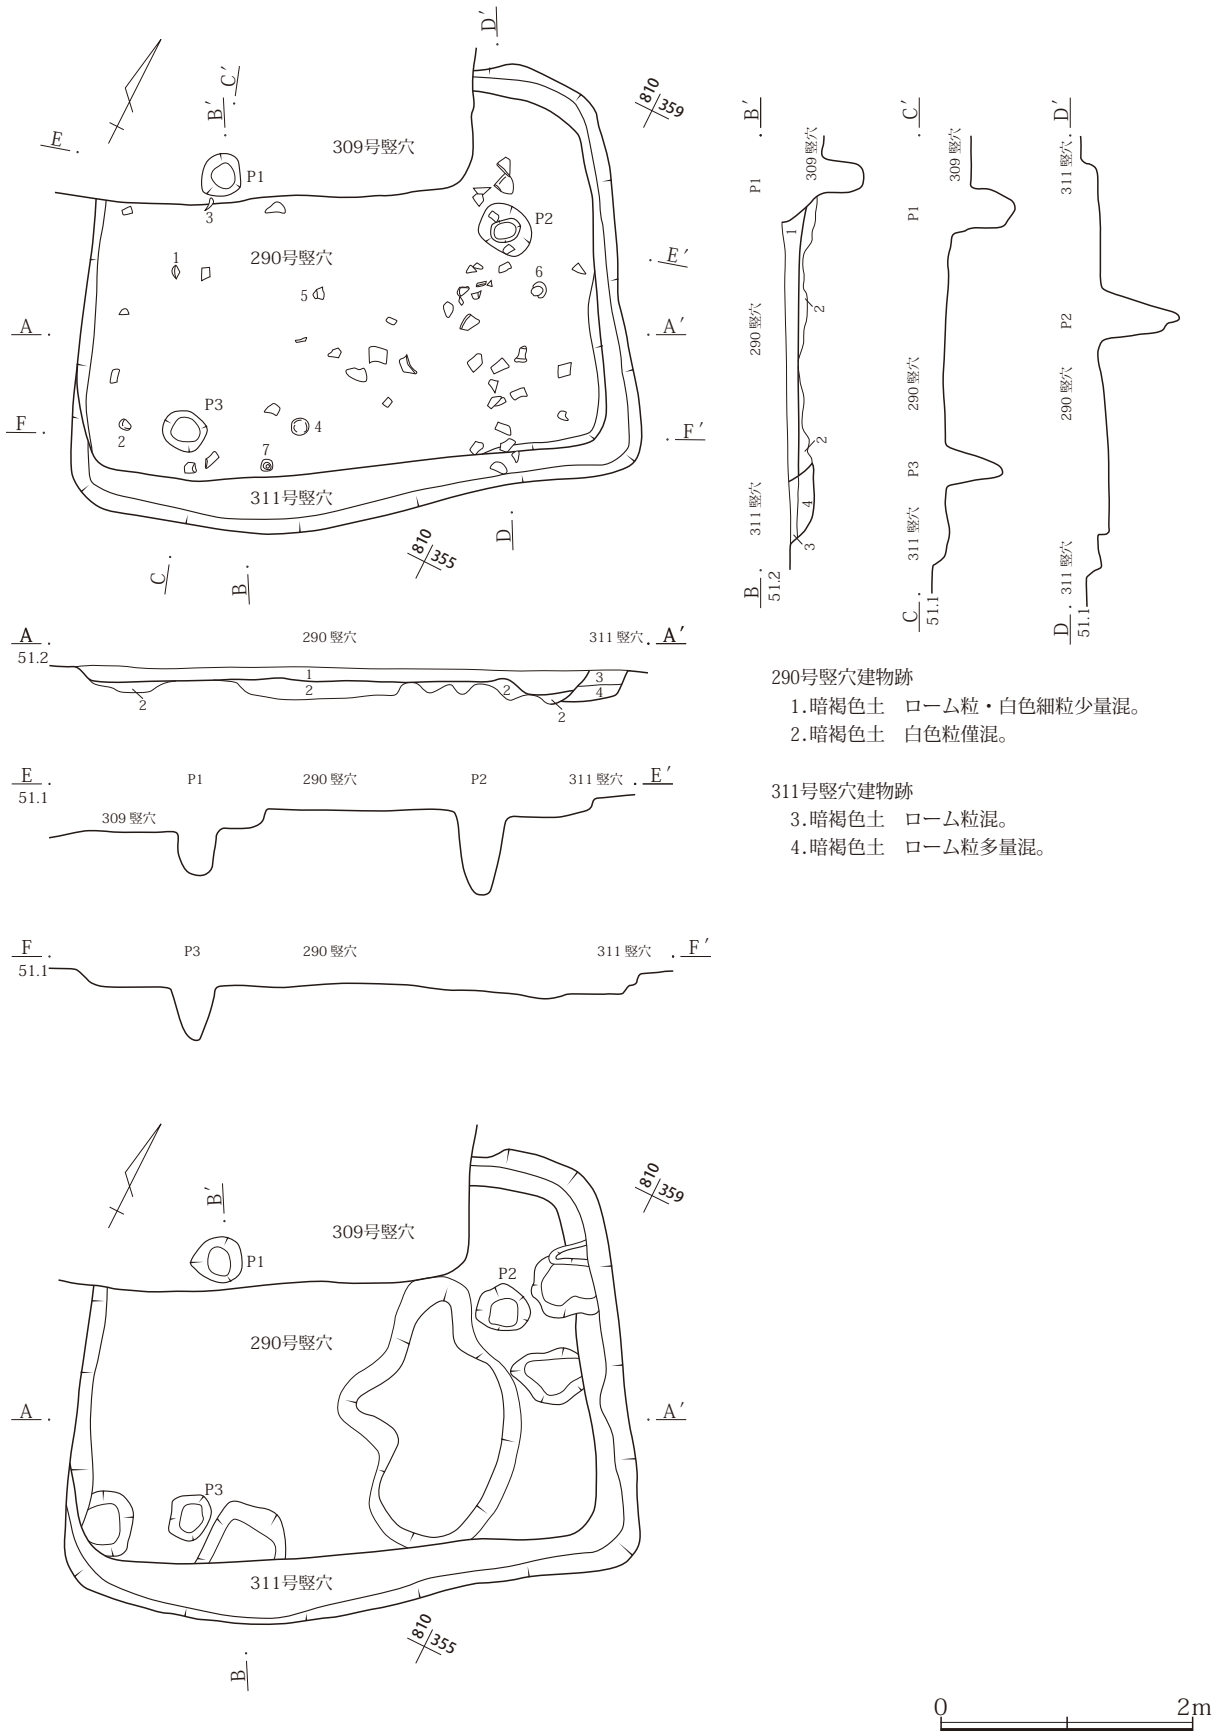 D′
B′
C′
810
359
E
309号竪穴
P1
3
P2
290号竪穴
E′
1
6
5
A
A′
P3
F
4
F′
2
7
311号竪穴
D
810
355
C
B
B′
P1
309 竪穴
1
290 竪穴
2
2
311 竪穴
4
3
B
51.2
C′
309 竪穴
P1
290 竪穴
P3
311 竪穴
C
51.1
D′
311 竪穴
P2
290 竪穴
311 竪穴
D
51.1
A 290 竪穴 311 竪穴 A′
51.2
1
3
2
2
4
2
2
E P1 290 竪穴 P2 311 竪穴 E′
51.1
309 竪穴
F P3 290 竪穴 311 竪穴 F′
51.1
290号竪穴建物跡
1.暗褐色土 ローム粒・白色細粒少量混。
2.暗褐色土 白色粒僅混。
311号竪穴建物跡
3.暗褐色土 ローム粒混。
4.暗褐色土 ローム粒多量混。
B′
810
359
309号竪穴
P1
P2
290号竪穴
A
A′
P3
311号竪穴
810
355
B
0 2m